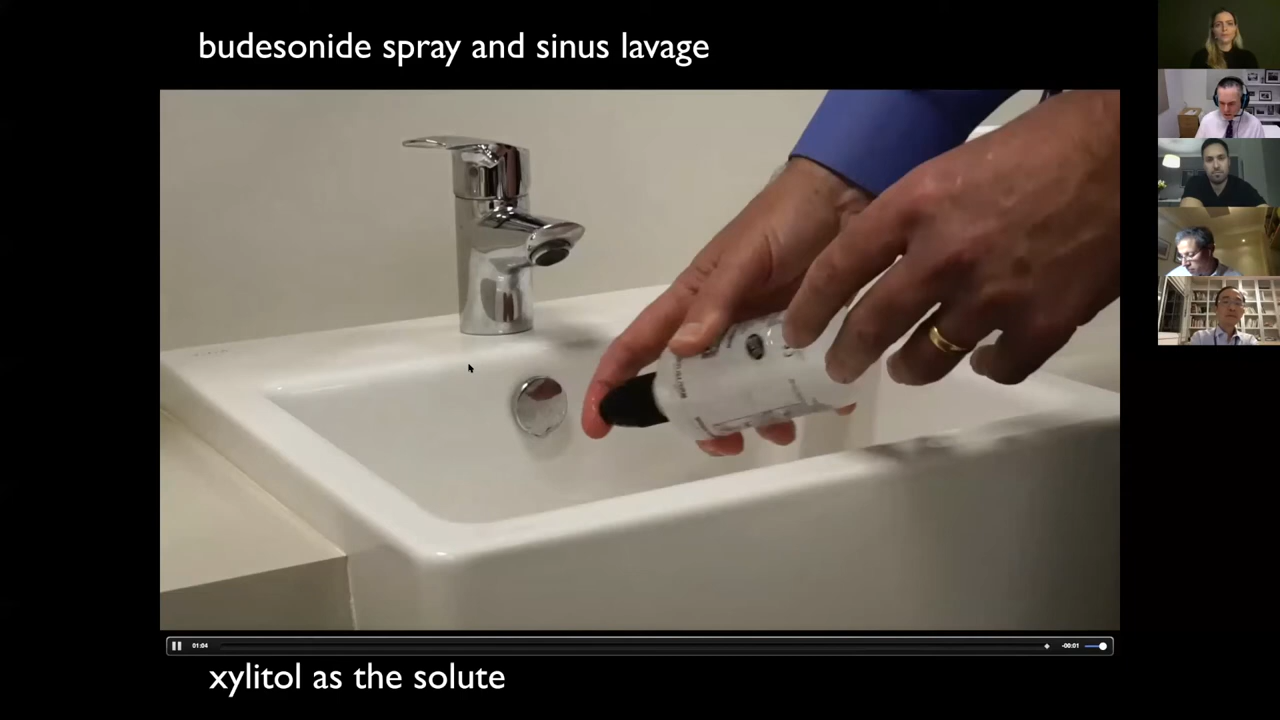 budesonide spray and sinus lavage
01:04
-00:01
xylitol as the solute